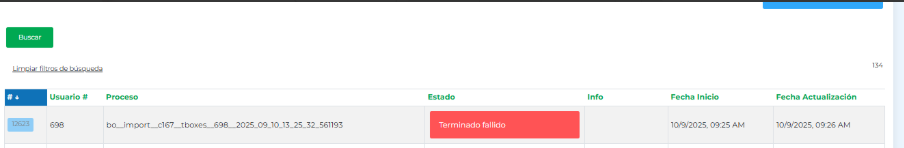 Buscar
Limpiar filtros de búsqueda
134
# Usuario # Proceso Estado Info Fecha Inicio Fecha Actualización
12623 698 bo__import__c167__tboxes__698__2025_09_10_13_25_32_561193 Terminado fallido 10/9/2025, 09:25 AM 10/9/2025, 09:26 AM